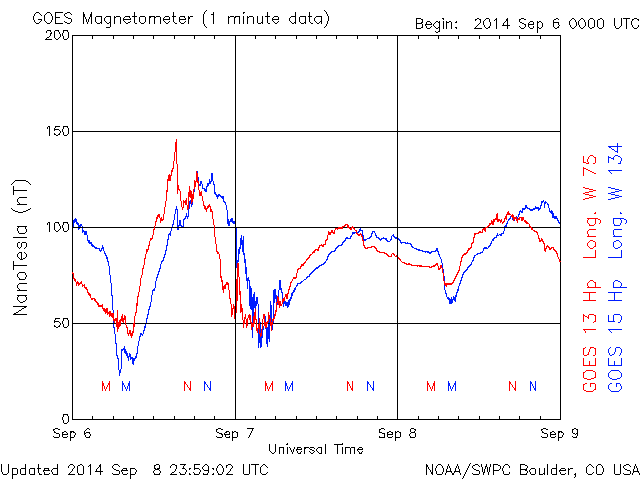 GOES Magnetometer (1 minute data)
Begin: 2014 Sep 6 0000 UTC
200
150
100
50
0
NanoTesla (nT)
M M N N M M N N M M N N
Sep 6 Sep 7 Sep 8 Sep 9
Universal Time
GOES 13 Hp Long. W 75
GOES 15 Hp Long. W 134
Updated 2014 Sep 8 23:59:02 UTC
NOAA/SWPC Boulder, CO USA